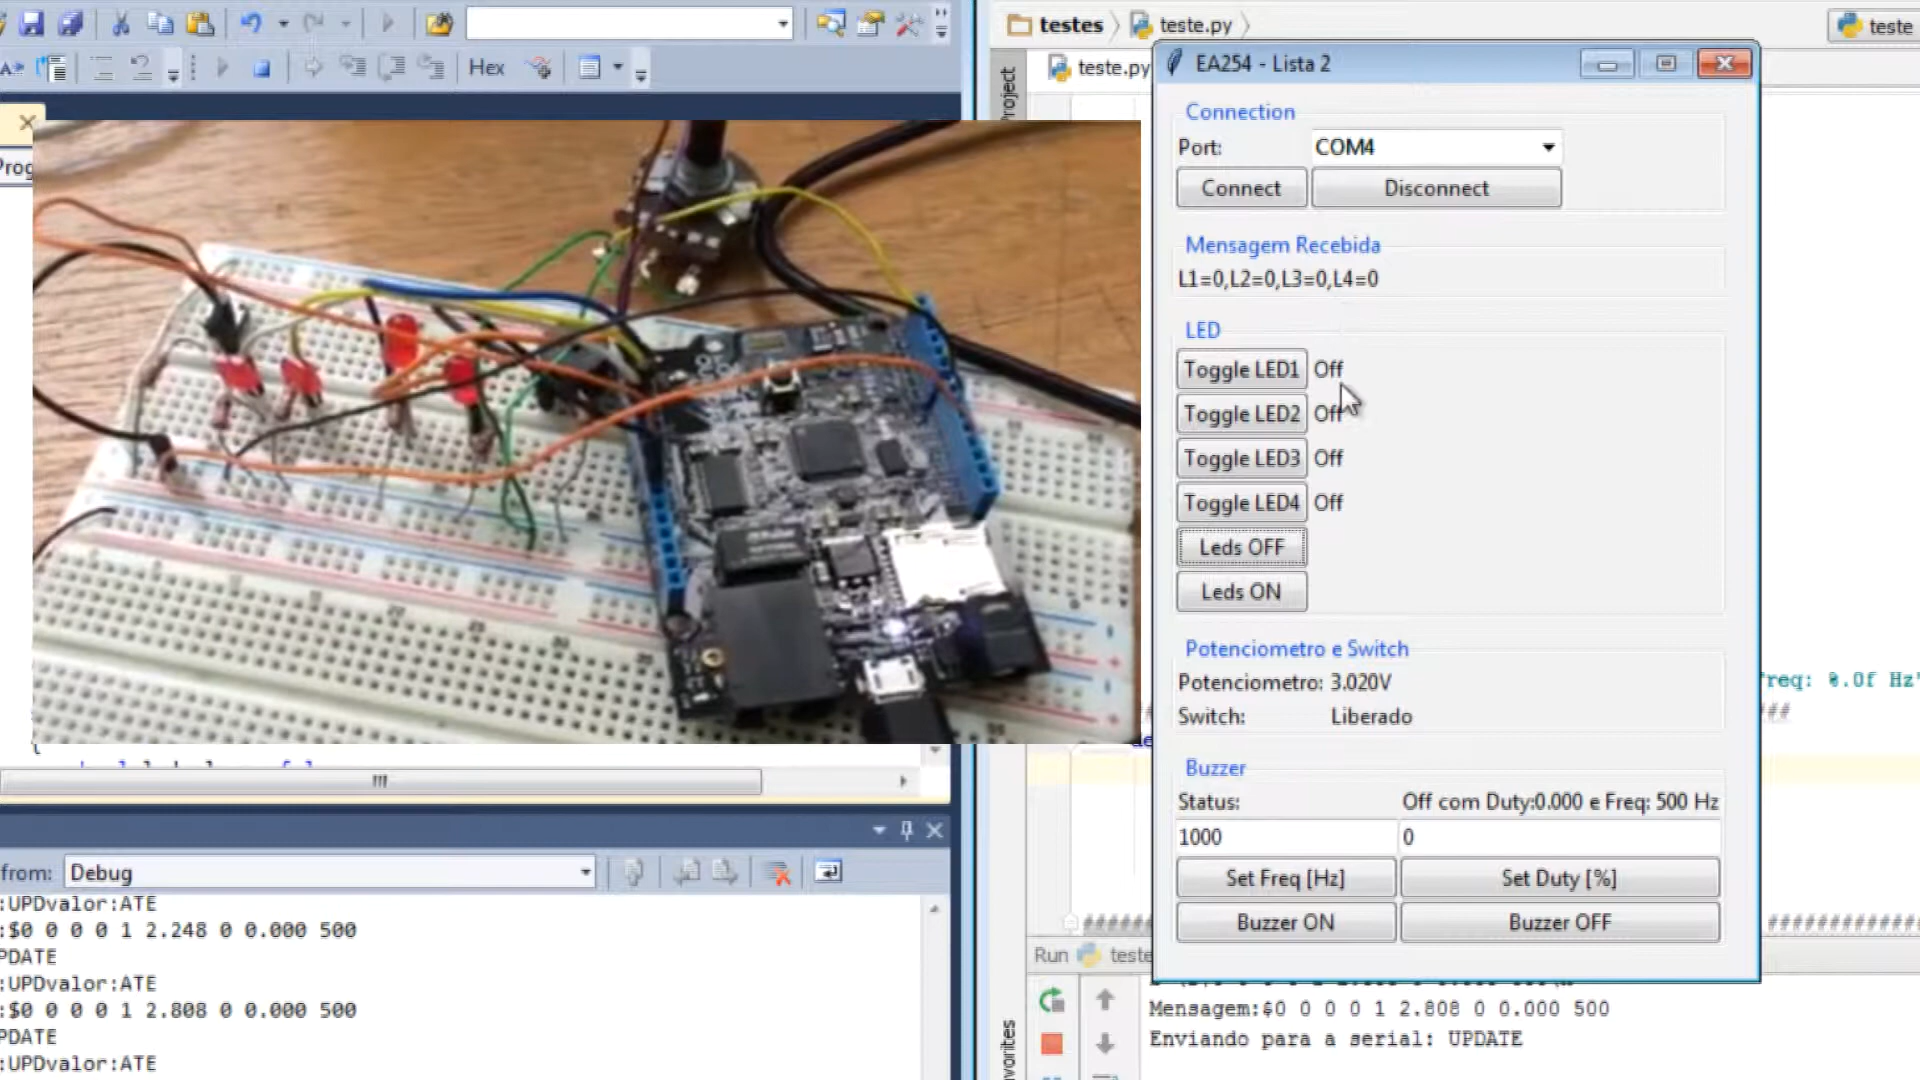 Hex
testes
teste.py
teste
teste.py
Project
Prog
EA254 - Lista 2
Connection
Port:
COM4
Connect
Disconnect
Mensagem Recebida
L1=0,L2=0,L3=0,L4=0
LED
Toggle LED1 Off
Toggle LED2 Off
Toggle LED3 Off
Toggle LED4 Off
Leds OFF
Leds ON
Potenciometro e Switch
Potenciometro: 3.020V
Switch: Liberado
Buzzer
Status: Off com Duty:0.000 e Freq: 500 Hz
1000
0
Set Freq [Hz]
Set Duty [%]
Buzzer ON
Buzzer OFF
req: %.0f Hz'
from: Debug
:UPDvalor:ATE
:$0 0 0 0 1 2.248 0 0.000 500
PDATE
:UPDvalor:ATE
:$0 0 0 0 1 2.808 0 0.000 500
PDATE
:UPDvalor:ATE
Run teste
Mensagem:$0 0 0 0 1 2.808 0 0.000 500
Enviando para a serial: UPDATE
vorites